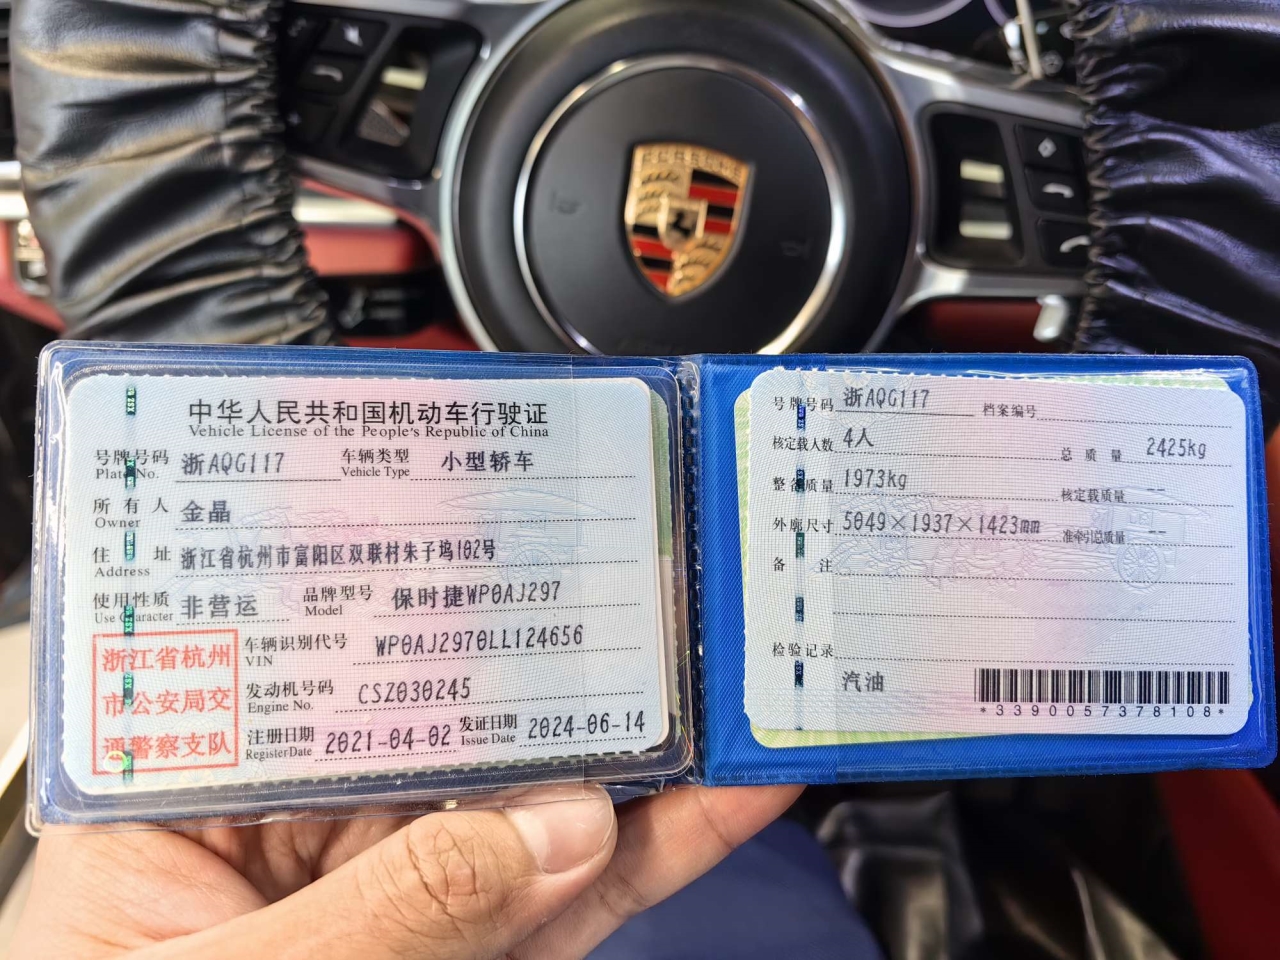 PORSCHE
中华人民共和国机动车行驶证
Vehicle License of the People's Republic of China
号牌号码 浙AQG117 车辆类型 小型轿车
Plate No. Vehicle Type
所有人 金晶
Owner
住址 浙江省杭州市富阳区双联村朱子坞102号
Address
使用性质 非营运 品牌型号 保时捷WP0AJ297
Use Character Model
浙江省杭州
市公安局交
通警察支队
车辆识别代号 WP0AJ2970LL124656
VIN
发动机号码 CSZ030245
Engine No.
注册日期 2021-04-02 发证日期 2024-06-14
Register Date Issue Date
号牌号码 浙AQG117 档案编号
核定载人数 4人 总质量 2425kg
整备质量 1973kg 核定载质量 --
外廓尺寸 5049×1937×1423mm 准牵引总质量 --
备注
检验记录
汽油
*3390057378108*